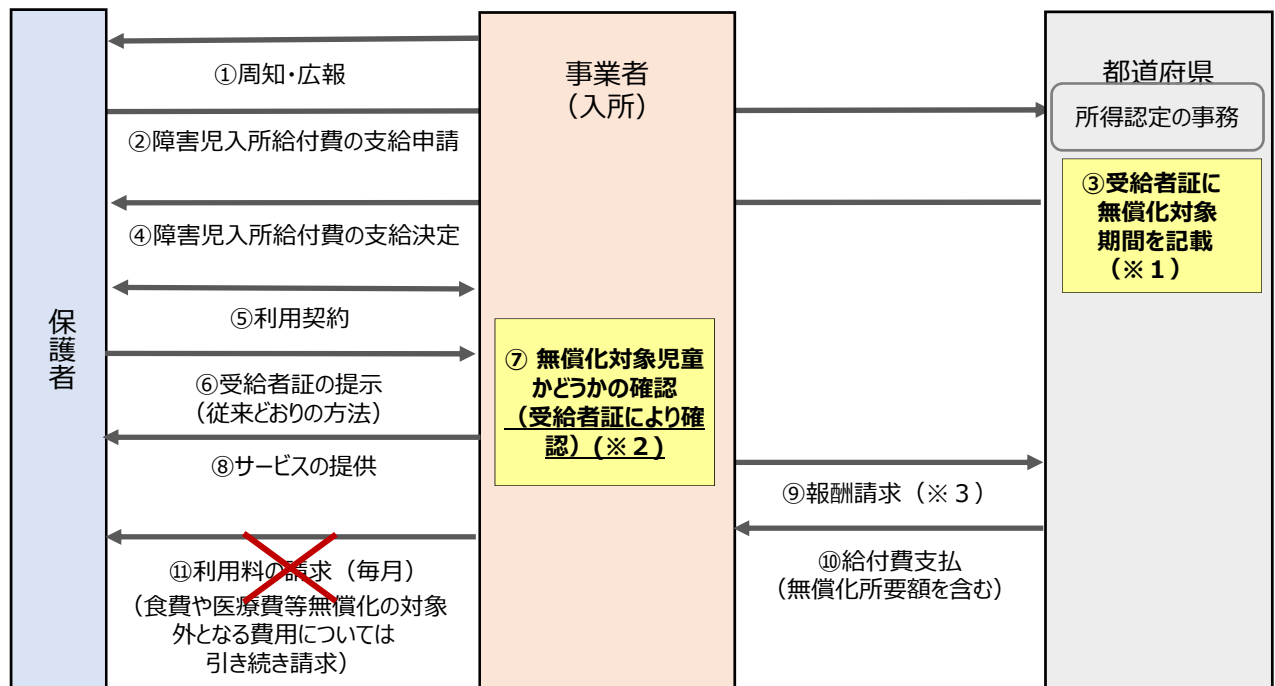 保護者
①周知・広報
②障害児入所給付費の支給申請
④障害児入所給付費の支給決定
⑤利用契約
⑥受給者証の提示
（従来どおりの方法）
⑧サービスの提供
⑪利用料の請求（毎月）
（食費や医療費等無償化の対象
外となる費用については
引き続き請求）
事業者
（入所）
⑦ 無償化対象児童
かどうかの確認
（受給者証により確
認）(※２)
⑨報酬請求（※３）
⑩給付費支払
（無償化所要額を含む）
都道府県
所得認定の事務
③受給者証に
無償化対象
期間を記載
（※１）